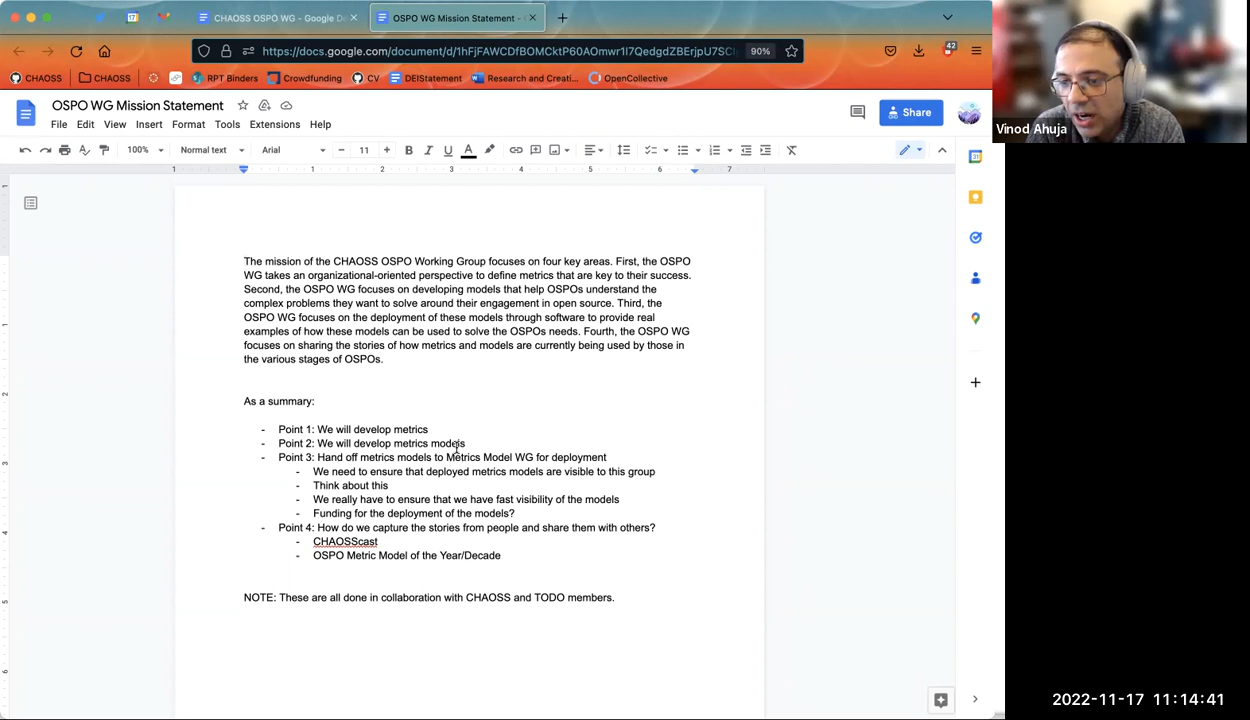 CHAOSS OSPO WG - Google D
OSPO WG Mission Statement -
https://docs.google.com/document/d/1hFjFAWCDfBOMCktP60AOmwr1l7QedgdZBErjpU7SC
90%
42
CHAOSS
CHAOSS
RPT Binders
Crowdfunding
CV
DEIStatement
Research and Creati...
OpenCollective
OSPO WG Mission Statement
File Edit View Insert Format Tools Extensions Help
Share
Vinod Ahuja
100%
Normal text
Arial
11
1 1 2 3 4 5 6 7
The mission of the CHAOSS OSPO Working Group focuses on four key areas. First, the OSPO
WG takes an organizational-oriented perspective to define metrics that are key to their success.
Second, the OSPO WG focuses on developing models that help OSPOs understand the
complex problems they want to solve around their engagement in open source. Third, the
OSPO WG focuses on the deployment of these models through software to provide real
examples of how these models can be used to solve the OSPOs needs. Fourth, the OSPO WG
focuses on sharing the stories of how metrics and models are currently being used by those in
the various stages of OSPOs.
As a summary:
- Point 1: We will develop metrics
- Point 2: We will develop metrics models
- Point 3: Hand off metrics models to Metrics Model WG for deployment
- We need to ensure that deployed metrics models are visible to this group
- Think about this
- We really have to ensure that we have fast visibility of the models
- Funding for the deployment of the models?
- Point 4: How do we capture the stories from people and share them with others?
- CHAOSScast
- OSPO Metric Model of the Year/Decade
NOTE: These are all done in collaboration with CHAOSS and TODO members.
2022-11-17 11:14:41